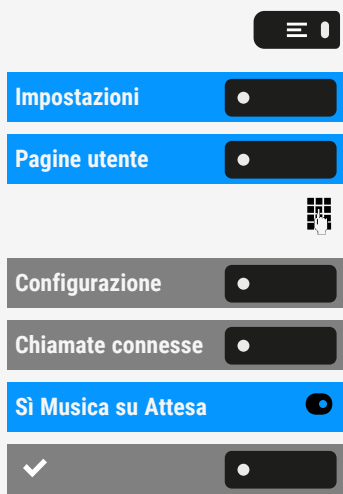 Impostazioni
Pagine utente
Configurazione
Chiamate connesse
Sì Musica su Attesa